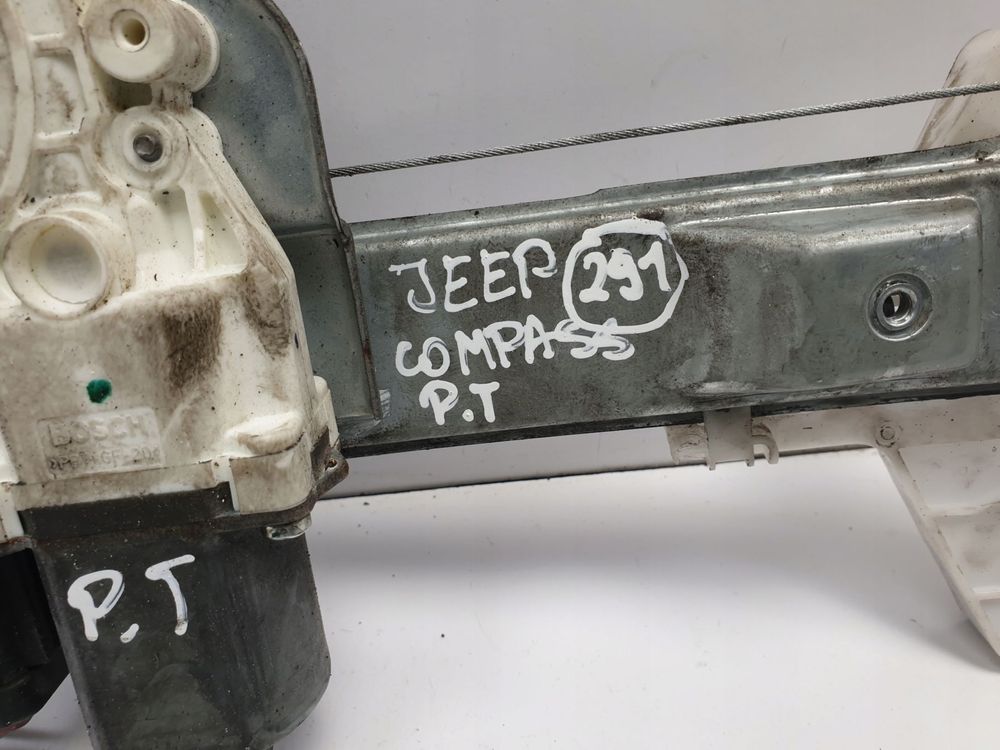 JEEP 291
COMPASS
P.T
BOSCH
P.T